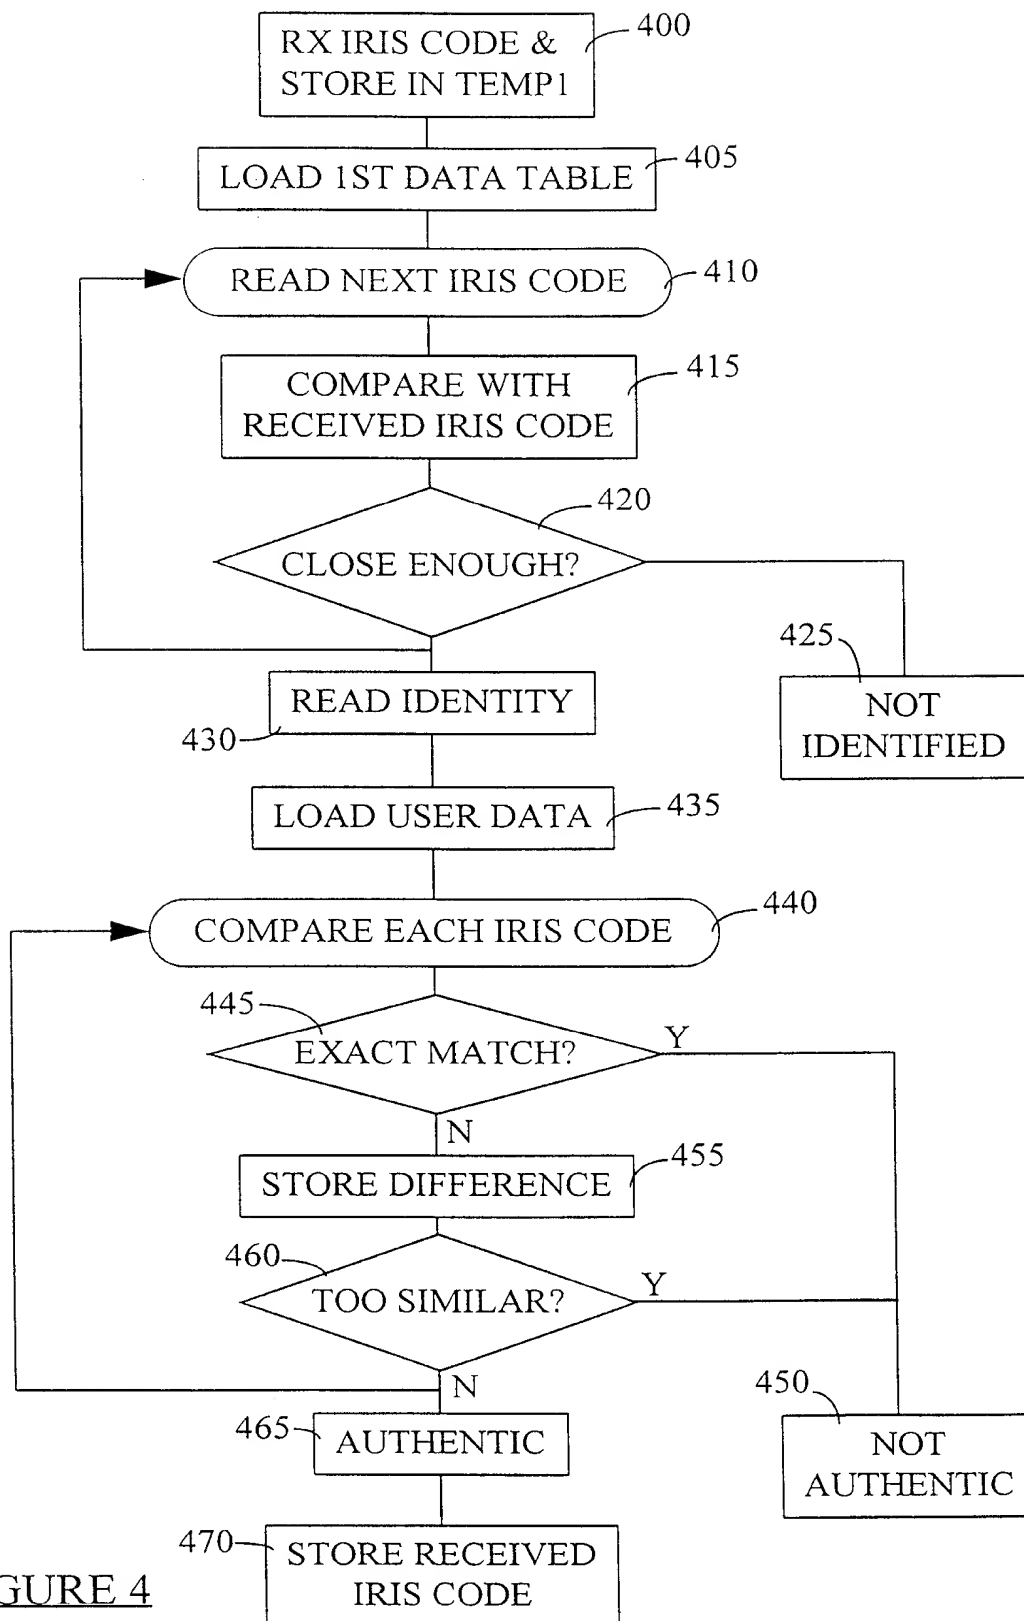 RX IRIS CODE &
STORE IN TEMP1
400
LOAD 1ST DATA TABLE
405
READ NEXT IRIS CODE
410
COMPARE WITH
RECEIVED IRIS CODE
415
CLOSE ENOUGH?
420
425
NOT
IDENTIFIED
READ IDENTITY
430
LOAD USER DATA
435
COMPARE EACH IRIS CODE
440
445
EXACT MATCH?
Y
N
STORE DIFFERENCE
455
460
TOO SIMILAR?
Y
N
450
NOT
AUTHENTIC
465
AUTHENTIC
470
STORE RECEIVED
IRIS CODE
GURE 4